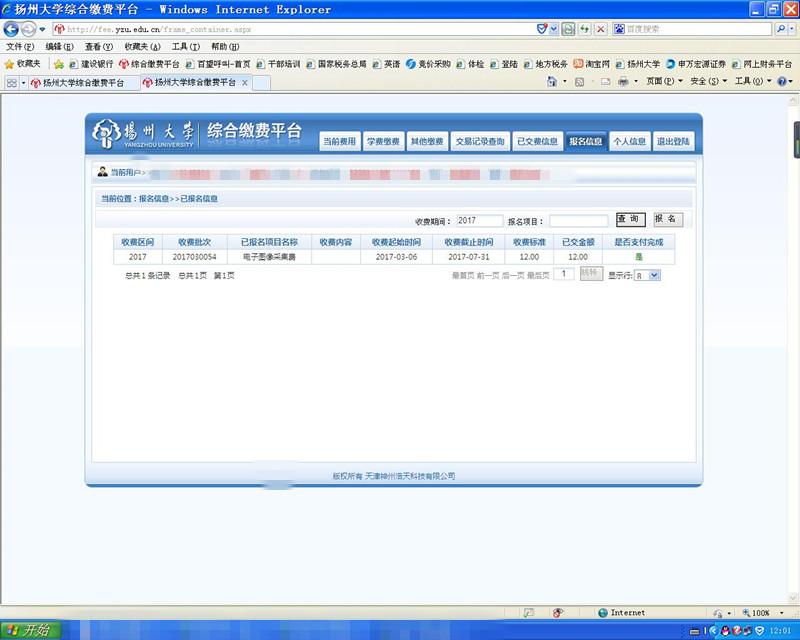 扬州大学综合缴费平台 - Windows Internet Explorer
http://fee.yzu.edu.cn/frame_container.aspx
百度搜索
文件(F) 编辑(E) 查看(V) 收藏夹(A) 工具(T) 帮助(H)
收藏夹 建设银行 综合缴费平台 百望呼叫-首页 干部培训 国家税务总局 英语 竞价采购 体检 登陆 地方税务 淘宝网 扬州大学 申万宏源证券 网上财务平台
扬州大学综合缴费平台 扬州大学综合缴费平台 X
页面(P) 安全(S) 工具(O)
揚州大学 综合缴费平台
YANGZHOU UNIVERSITY
当前费用 学费缴费 其他缴费 交易记录查询 已交费信息 报名信息 个人信息 退出登陆
当前用户>
当前位置：报名信息>>已报名信息
收费期间： 2017 报名项目： 查 询 报 名
收费区间 收费批次 已报名项目名称 收费内容 收费起始时间 收费截止时间 收费标准 已交金额 是否支付完成
2017 2017030054 电子图像采集费 2017-03-06 2017-07-31 12.00 12.00 是
总共1条记录 总共1页 第1页 最首页 前一页 后一页 最后页 1 跳转 显示行: 8
版权所有 天津神州浩天科技有限公司
Internet 100%
开始 12:01